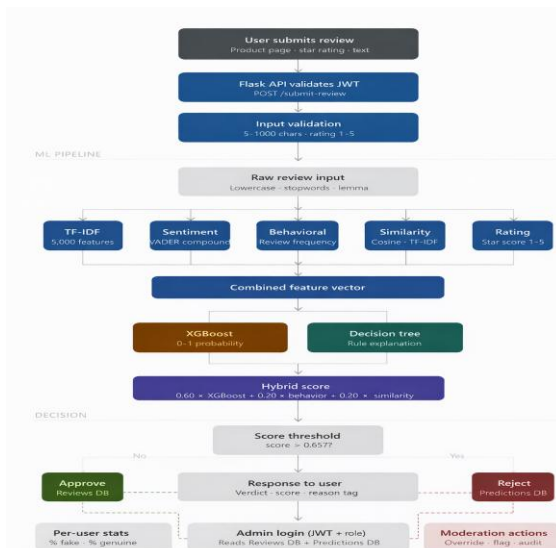 User submits review
Product page · star rating · text
Flask API validates JWT
POST /submit-review
Input validation
5–1000 chars · rating 1–5
ML PIPELINE
Raw review input
Lowercase · stopwords · lemma
TF-IDF
5,000 features
Sentiment
VADER compound
Behavioral
Review frequency
Similarity
Cosine · TF-IDF
Rating
Star score 1–5
Combined feature vector
XGBoost
0–1 probability
Decision tree
Rule explanation
Hybrid score
0.60 × XGBoost + 0.20 × behavior + 0.20 × similarity
DECISION
Score threshold
score > 0.657?
No
Yes
Approve
Reviews DB
Response to user
Verdict · score · reason tag
Reject
Predictions DB
Per-user stats
% fake · % genuine
Admin login (JWT + role)
Reads Reviews DB + Predictions DB
Moderation actions
Override · flag · audit